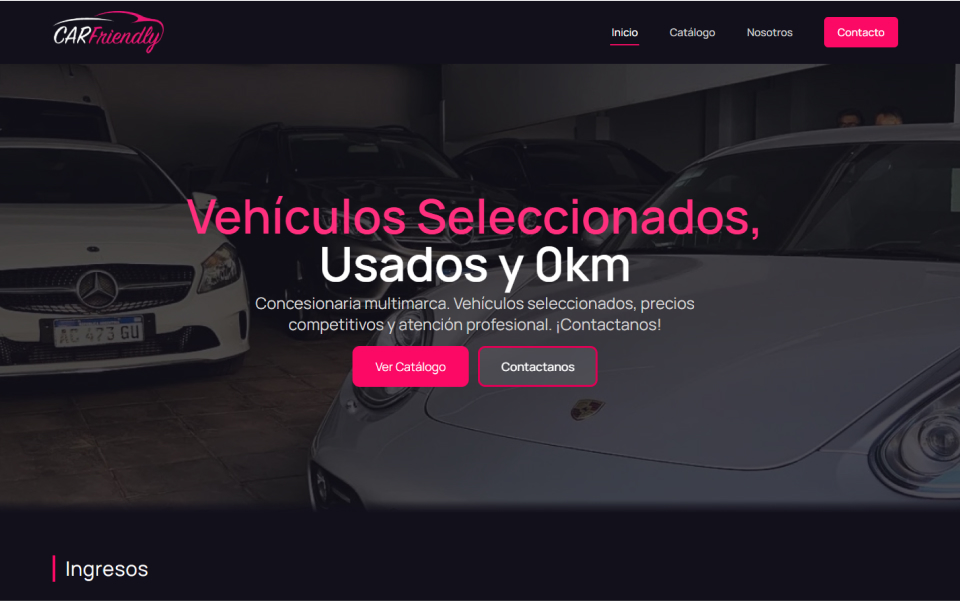 CARFriendly
Inicio
Catálogo
Nosotros
Contacto
Vehículos Seleccionados,
Usados y 0km
Concesionaria multimarca. Vehículos seleccionados, precios
competitivos y atención profesional. ¡Contactanos!
Ver Catálogo
Contactanos
AC 473 GU
Ingresos